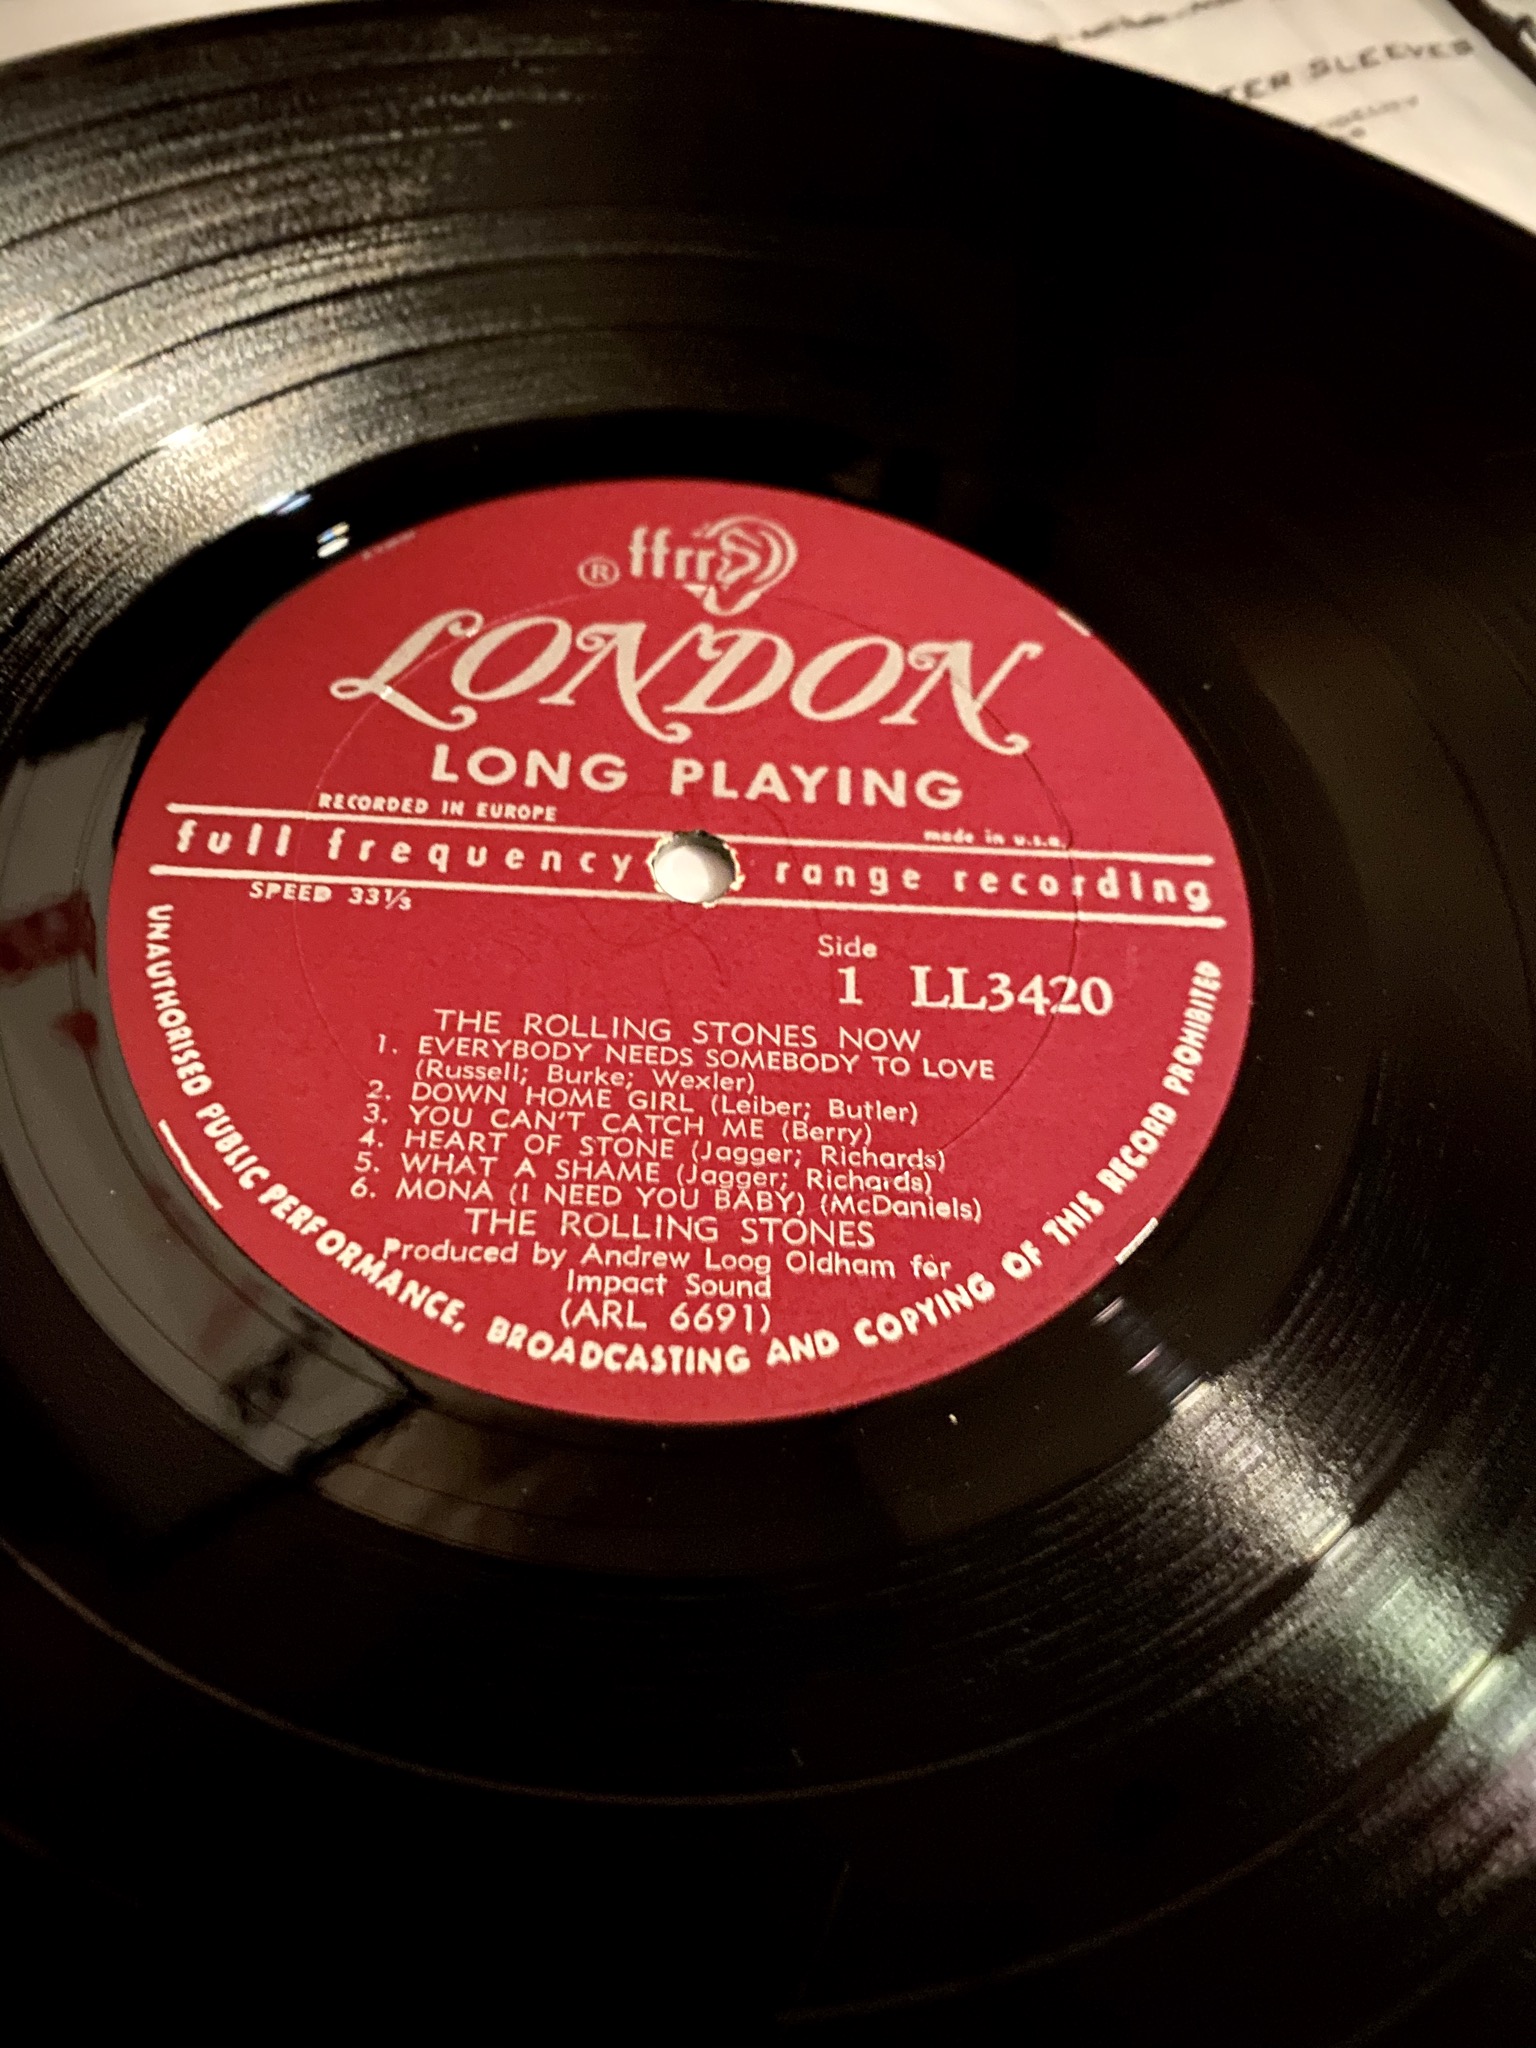 TER SLEEVES
® ffrr
LONDON
LONG PLAYING
RECORDED IN EUROPE
made in u.s.a.
full frequency range recording
SPEED 33⅓
Side
1 LL3420
THE ROLLING STONES NOW
1. EVERYBODY NEEDS SOMEBODY TO LOVE
(Russell; Burke; Wexler)
2. DOWN HOME GIRL (Leiber; Butler)
3. YOU CAN'T CATCH ME (Berry)
4. HEART OF STONE (Jagger; Richards)
5. WHAT A SHAME (Jagger; Richards)
6. MONA (I NEED YOU BABY) (McDaniels)
THE ROLLING STONES
Produced by Andrew Loog Oldham for
Impact Sound
(ARL 6691)
UNAUTHORISED PUBLIC PERFORMANCE, BROADCASTING AND COPYING OF THIS RECORD PROHIBITED